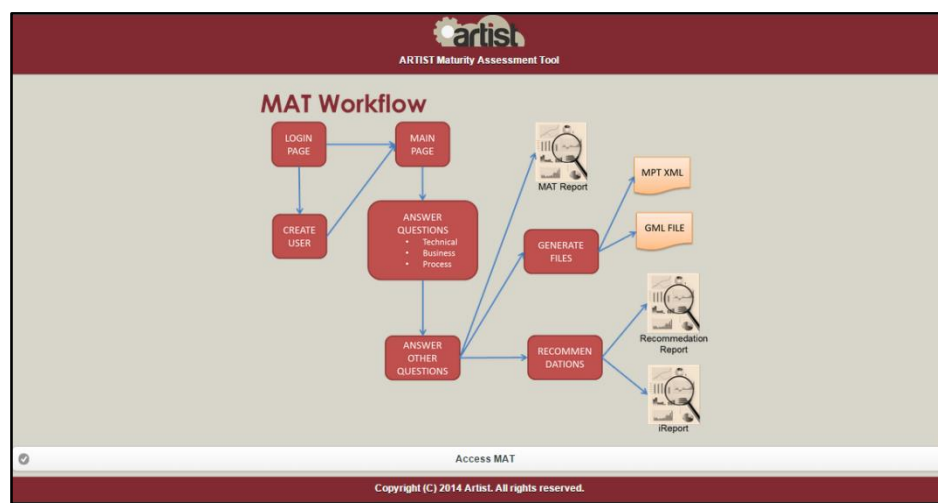 artist
ARTIST Maturity Assessment Tool
MAT Workflow
LOGIN
PAGE
MAIN
PAGE
CREATE
USER
ANSWER
QUESTIONS
• Technical
• Business
• Process
ANSWER
OTHER
QUESTIONS
MAT Report
GENERATE
FILES
MPT XML
GML FILE
RECOMMEN
DATIONS
Recommedation
Report
iReport
Access MAT
Copyright (C) 2014 Artist. All rights reserved.